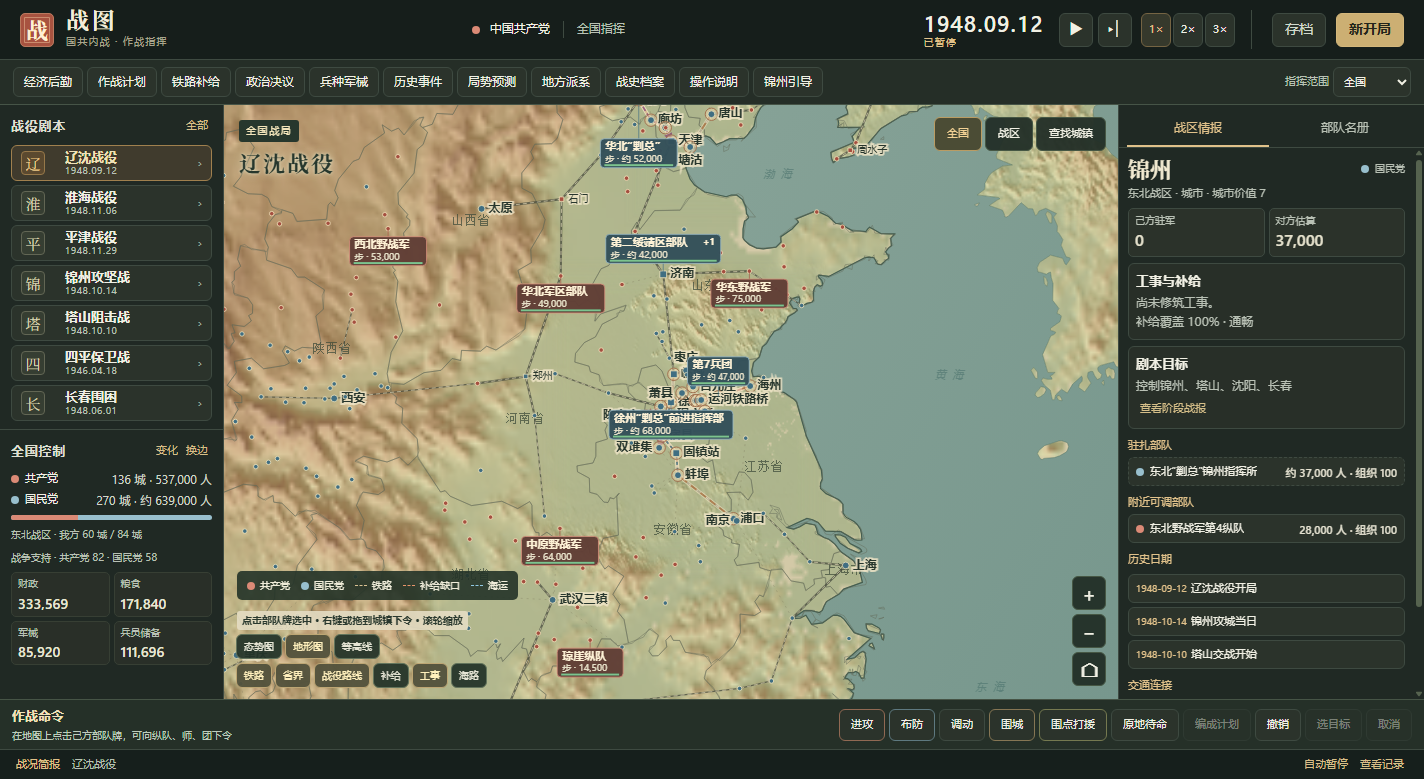 战
战图
国共内战 · 作战指挥
中国共产党
全国指挥
1948.09.12
已暂停
1×
2×
3×
存档
新开局
经济后勤
作战计划
铁路补给
政治决议
兵种军械
历史事件
局势预测
地方派系
战史档案
操作说明
锦州引导
指挥范围
全国
战役剧本
全部
辽
辽沈战役
1948.09.12
淮
淮海战役
1948.11.06
平
平津战役
1948.11.29
锦
锦州攻坚战
1948.10.14
塔
塔山阻击战
1948.10.10
四
四平保卫战
1946.04.18
长
长春围困
1948.06.01
全国控制
变化
换边
共产党
136 城 · 537,000 人
国民党
270 城 · 约 639,000 人
东北战区 · 我方 60 城 / 84 城
战争支持 · 共产党 82 · 国民党 58
财政
333,569
粮食
171,840
军械
85,920
兵员储备
111,696
全国战局
辽沈战役
全国
战区
查找城镇
廊坊
唐山
天津
塘沽
华北"剿总"
步 · 约 52,000
周水子
渤 海
石门
太原
山西省
西北野战军
步 · 53,000
第二绥靖区部队 +1
步 · 约 42,000
济南
华北军区部队
步 · 49,000
华东野战军
步 · 75,000
陕西省
第7兵团
步 · 约 47,000
郑州
萧县
海州
运河铁路桥
西安
河南省
徐州"剿总"前进指挥部
步 · 约 68,000
双堆集
固镇站
蚌埠
江苏省
黄 海
南京
浦口
安徽省
中原野战军
步 · 64,000
上海
武汉三镇
琼崖纵队
步 · 14,500
东 海
共产党
国民党
铁路
补给缺口
海运
点击部队牌选中 • 右键或拖到城镇下令 • 滚轮缩放
态势图
地形图
等高线
铁路
省界
战役路线
补给
工事
海路
+
−
战区情报
部队名册
锦州
国民党
东北战区 · 城市 · 城市价值 7
己方驻军
0
对方估算
37,000
工事与补给
尚未修筑工事。
补给覆盖 100% · 通畅
剧本目标
控制锦州、塔山、沈阳、长春
查看阶段战报
驻扎部队
东北"剿总"锦州指挥所
约 37,000 人 · 组织 100
附近可调部队
东北野战军第4纵队
28,000 人 · 组织 100
历史日期
1948-09-12 辽沈战役开局
1948-10-14 锦州攻城当日
1948-10-10 塔山交战开始
交通连接
作战命令
在地图上点击己方部队牌，可向纵队、师、团下令
进攻
布防
调动
围城
围点打援
原地待命
编成计划
撤销
选目标
取消
战况简报
辽沈战役
自动暂停
查看记录